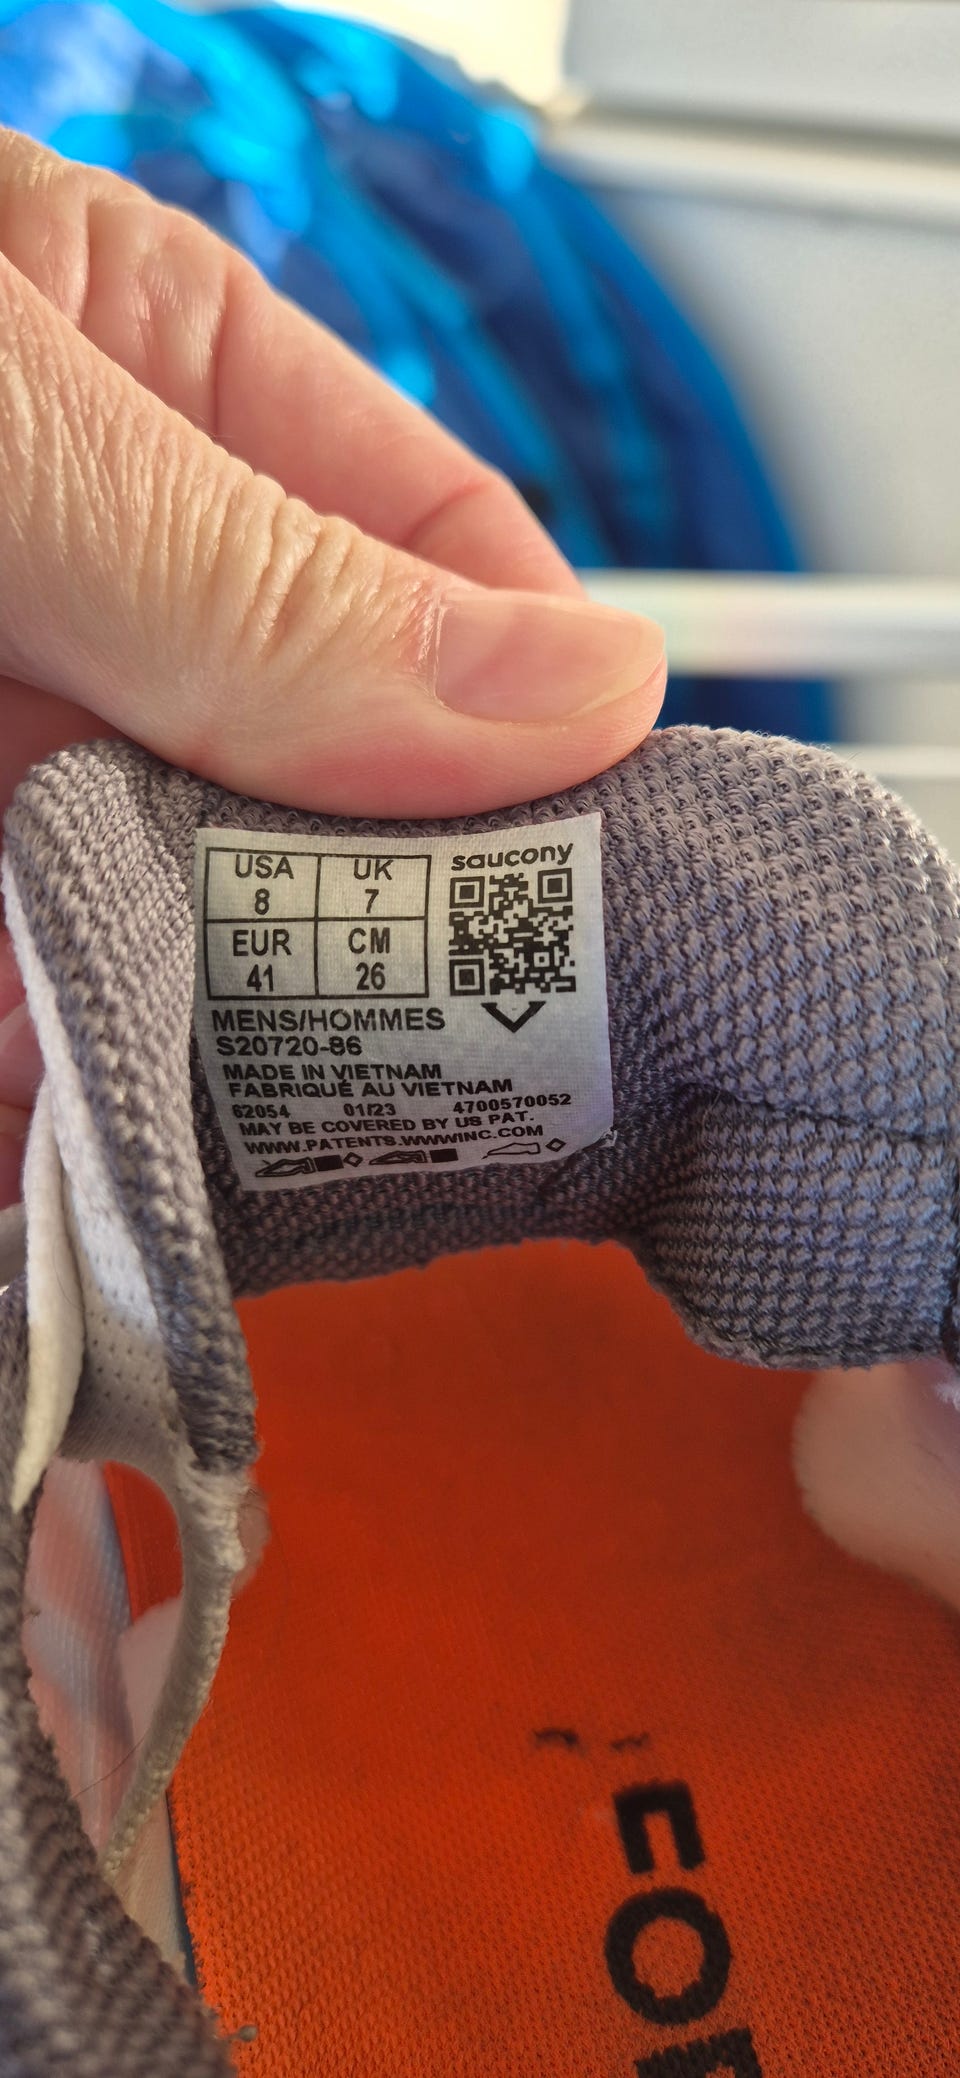 USA
8
UK
7
EUR
41
CM
26
saucony
MENS/HOMMES
S20720-86
MADE IN VIETNAM
FABRIQUÉ AU VIETNAM
62054 01/23 4700570052
MAY BE COVERED BY US PAT.
WWW.PATENTS.WWWINC.COM